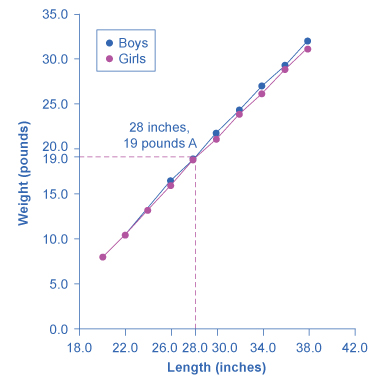 35.0
30.0
25.0
20.0
19.0
15.0
10.0
5.0
0.0
Weight (pounds)
Boys
Girls
28 inches,
19 pounds A
18.0 22.0 26.0 28.0 30.0 34.0 38.0 42.0
Length (inches)